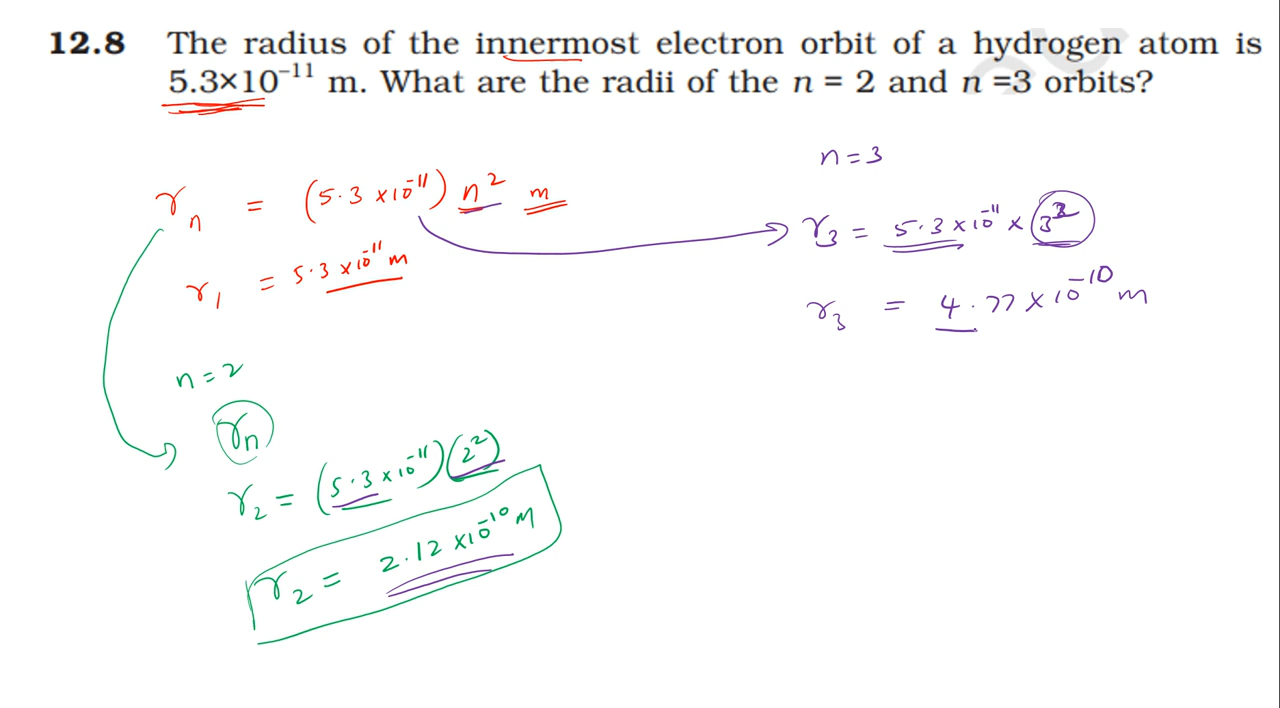 12.8 The radius of the innermost electron orbit of a hydrogen atom is
5.3×10⁻¹¹ m. What are the radii of the n = 2 and n =3 orbits?
rₙ = (5.3 × 10⁻¹¹) n² m
r₁ = 5.3 × 10⁻¹¹ m
n = 2
rₙ
r₂ = (5.3 × 10⁻¹¹) (2²)
r₂ = 2.12 × 10⁻¹⁰ m
n = 3
r₃ = 5.3 × 10⁻¹¹ × 3²
r₃ = 4.77 × 10⁻¹⁰ m